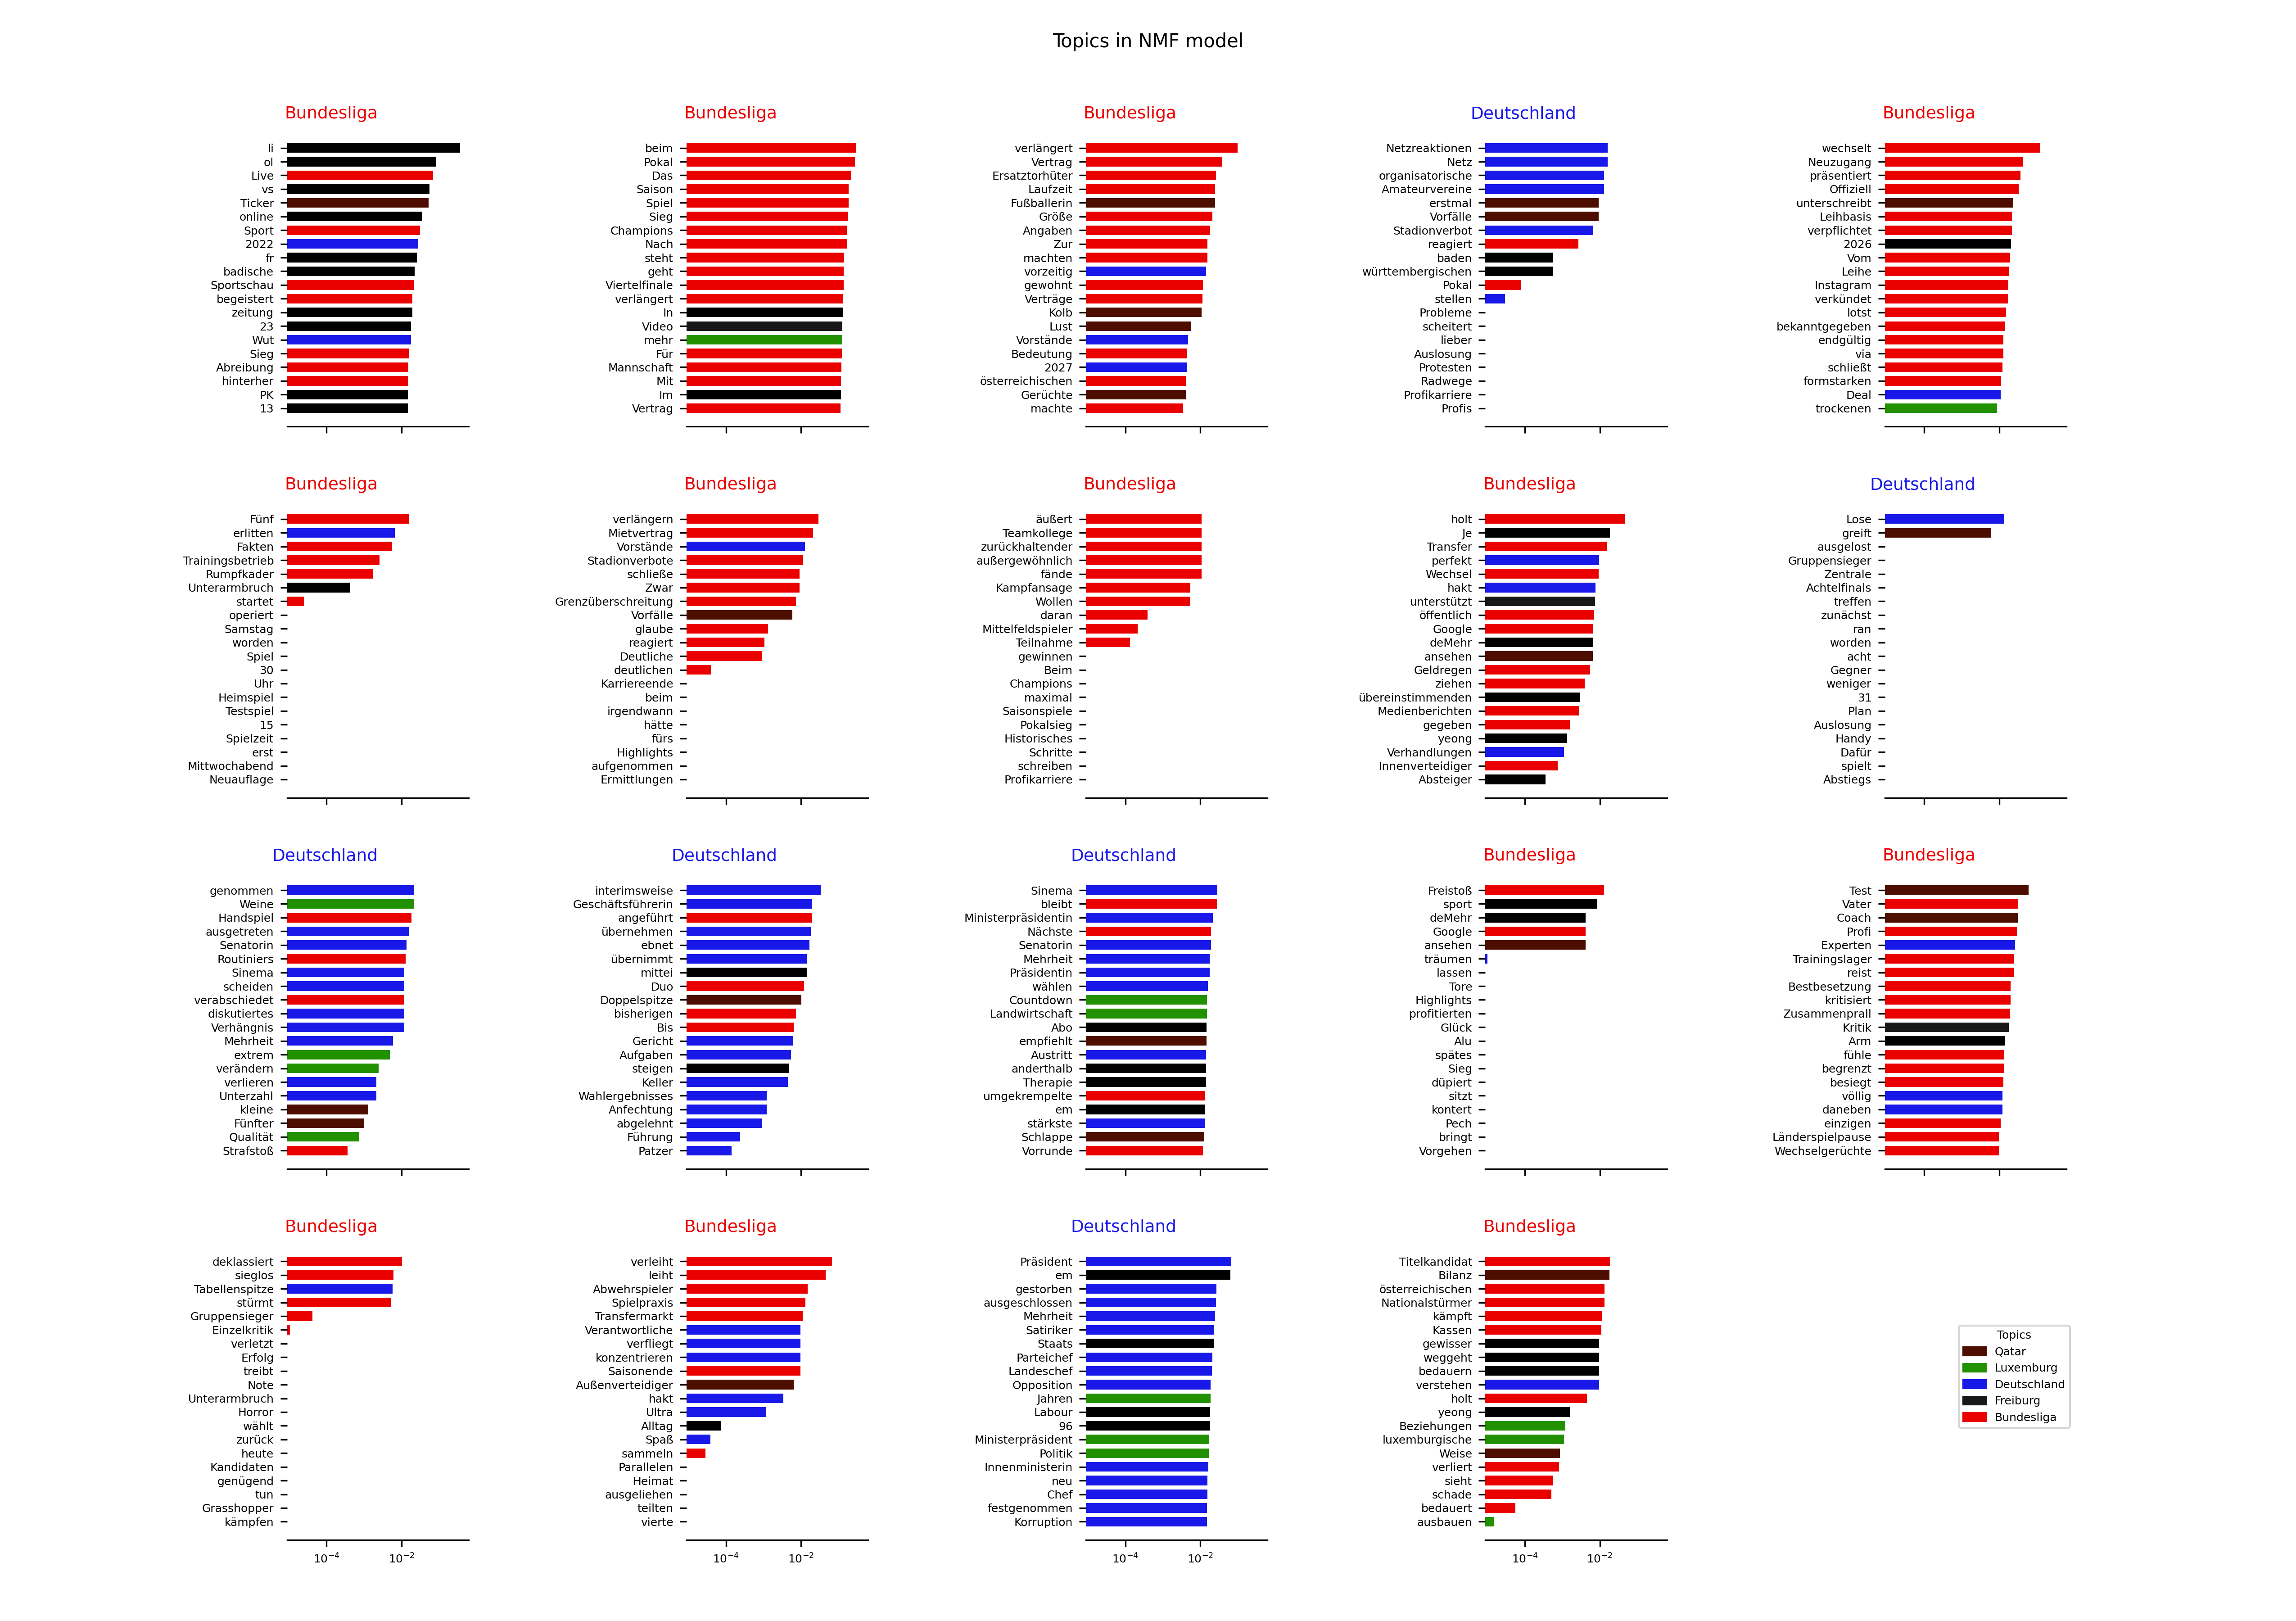 Topics in NMF model
Bundesliga
li
ol
Live
vs
Ticker
online
Sport
2022
fr
badische
Sportschau
begeistert
zeitung
23
Wut
Sieg
Abreibung
hinterher
PK
13
Bundesliga
beim
Pokal
Das
Saison
Spiel
Sieg
Champions
Nach
steht
geht
Viertelfinale
verlängert
In
Video
mehr
Für
Mannschaft
Mit
Im
Vertrag
Bundesliga
verlängert
Vertrag
Ersatztorhüter
Laufzeit
Fußballerin
Größe
Angaben
Zur
machten
vorzeitig
gewohnt
Verträge
Kolb
Lust
Vorstände
Bedeutung
2027
österreichischen
Gerüchte
machte
Deutschland
Netzreaktionen
Netz
organisatorische
Amateurvereine
erstmal
Vorfälle
Stadionverbot
reagiert
baden
württembergischen
Pokal
stellen
Probleme
scheitert
lieber
Auslosung
Protesten
Radwege
Profikarriere
Profis
Bundesliga
wechselt
Neuzugang
präsentiert
Offiziell
unterschreibt
Leihbasis
verpflichtet
2026
Vom
Leihe
Instagram
verkündet
lotst
bekanntgegeben
endgültig
via
schließt
formstarken
Deal
trockenen
Bundesliga
Fünf
erlitten
Fakten
Trainingsbetrieb
Rumpfkader
Unterarmbruch
startet
operiert
Samstag
worden
Spiel
30
Uhr
Heimspiel
Testspiel
15
Spielzeit
erst
Mittwochabend
Neuauflage
Bundesliga
verlängern
Mietvertrag
Vorstände
Stadionverbote
schließe
Zwar
Grenzüberschreitung
Vorfälle
glaube
reagiert
Deutliche
deutlichen
Karriereende
beim
irgendwann
hätte
fürs
Highlights
aufgenommen
Ermittlungen
Bundesliga
äußert
Teamkollege
zurückhaltender
außergewöhnlich
fände
Kampfansage
Wollen
daran
Mittelfeldspieler
Teilnahme
gewinnen
Beim
Champions
maximal
Saisonspiele
Pokalsieg
Historisches
Schritte
schreiben
Profikarriere
Bundesliga
holt
Je
Transfer
perfekt
Wechsel
hakt
unterstützt
öffentlich
Google
deMehr
ansehen
Geldregen
ziehen
übereinstimmenden
Medienberichten
gegeben
yeong
Verhandlungen
Innenverteidiger
Absteiger
Deutschland
Lose
greift
ausgelost
Gruppensieger
Zentrale
Achtelfinals
treffen
zunächst
ran
worden
acht
Gegner
weniger
31
Plan
Auslosung
Handy
Dafür
spielt
Abstiegs
Deutschland
genommen
Weine
Handspiel
ausgetreten
Senatorin
Routiniers
Sinema
scheiden
verabschiedet
diskutiertes
Verhängnis
Mehrheit
extrem
verändern
verlieren
Unterzahl
kleine
Fünfter
Qualität
Strafstoß
Deutschland
interimsweise
Geschäftsführerin
angeführt
übernehmen
ebnet
übernimmt
mittei
Duo
Doppelspitze
bisherigen
Bis
Gericht
Aufgaben
steigen
Keller
Wahlergebnisses
Anfechtung
abgelehnt
Führung
Patzer
Deutschland
Sinema
bleibt
Ministerpräsidentin
Nächste
Senatorin
Mehrheit
Präsidentin
wählen
Countdown
Landwirtschaft
Abo
empfiehlt
Austritt
anderthalb
Therapie
umgekrempelte
em
stärkste
Schlappe
Vorrunde
Bundesliga
Freistoß
sport
deMehr
Google
ansehen
träumen
lassen
Tore
Highlights
profitierten
Glück
Alu
spätes
Sieg
düpiert
sitzt
kontert
Pech
bringt
Vorgehen
Bundesliga
Test
Vater
Coach
Profi
Experten
Trainingslager
reist
Bestbesetzung
kritisiert
Zusammenprall
Kritik
Arm
fühle
begrenzt
besiegt
völlig
daneben
einzigen
Länderspielpause
Wechselgerüchte
Bundesliga
deklassiert
sieglos
Tabellenspitze
stürmt
Gruppensieger
Einzelkritik
verletzt
Erfolg
treibt
Note
Unterarmbruch
Horror
wählt
zurück
heute
Kandidaten
genügend
tun
Grasshopper
kämpfen
10⁻⁴ 10⁻²
Bundesliga
verleiht
leiht
Abwehrspieler
Spielpraxis
Transfermarkt
Verantwortliche
verfliegt
konzentrieren
Saisonende
Außenverteidiger
hakt
Ultra
Alltag
Spaß
sammeln
Parallelen
Heimat
ausgeliehen
teilten
vierte
10⁻⁴ 10⁻²
Deutschland
Präsident
em
gestorben
ausgeschlossen
Mehrheit
Satiriker
Staats
Parteichef
Landeschef
Opposition
Jahren
Labour
96
Ministerpräsident
Politik
Innenministerin
neu
Chef
festgenommen
Korruption
10⁻⁴ 10⁻²
Bundesliga
Titelkandidat
Bilanz
österreichischen
Nationalstürmer
kämpft
Kassen
gewisser
weggeht
bedauern
verstehen
holt
yeong
Beziehungen
luxemburgische
Weise
verliert
sieht
schade
bedauert
ausbauen
10⁻⁴ 10⁻²
Topics
Qatar
Luxemburg
Deutschland
Freiburg
Bundesliga